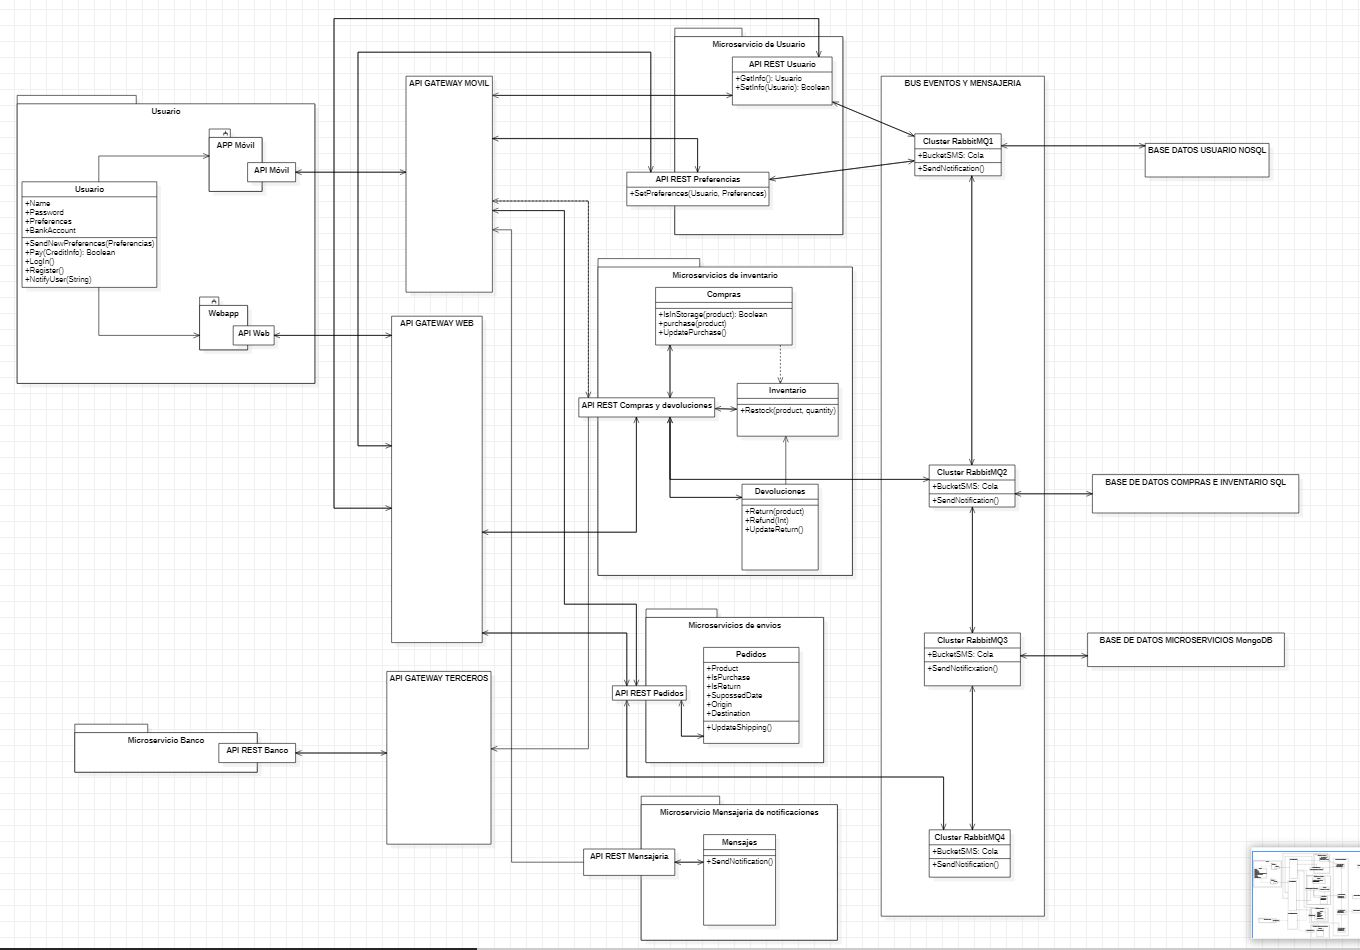 Usuario
APP Móvil
API Móvil
Usuario
+Name
+Password
+Preferences
+BankAccount
+SendNewPreferences(Preferencias)
+Pay(CreditInfo): Boolean
+LogIn()
+Register()
+NotifyUser(String)
Webapp
API Web
API GATEWAY MOVIL
API GATEWAY WEB
API GATEWAY TERCEROS
Microservicio Banco
API REST Banco
Microservicio de Usuario
API REST Usuario
+GetInfo(): Usuario
+SetInfo(Usuario): Boolean
API REST Preferencias
+SetPreferences(Usuario, Preferences)
Microservicios de inventario
Compras
+IsInStorage(product): Boolean
+purchase(product)
+UpdatePurchase()
API REST Compras y devoluciones
Inventario
+Restock(product, quantity)
Devoluciones
+Return(product)
+Refund(Int)
+UpdateReturn()
Microservicios de envios
Pedidos
+Product
+IsPurchase
+IsReturn
+SupossedDate
+Origin
+Destination
+UpdateShipping()
API REST Pedidos
Microservicio Mensajeria de notificaciones
API REST Mensajeria
Mensajes
+SendNotification()
BUS EVENTOS Y MENSAJERIA
Cluster RabbitMQ1
+BucketSMS: Cola
+SendNotification()
Cluster RabbitMQ2
+BucketSMS: Cola
+SendNotification()
Cluster RabbitMQ3
+BucketSMS: Cola
+SendNotificxation()
Cluster RabbitMQ4
+BucketSMS: Cola
+SendNotification()
BASE DATOS USUARIO NOSQL
BASE DE DATOS COMPRAS E INVENTARIO SQL
BASE DE DATOS MICROSERVICIOS MongoDB